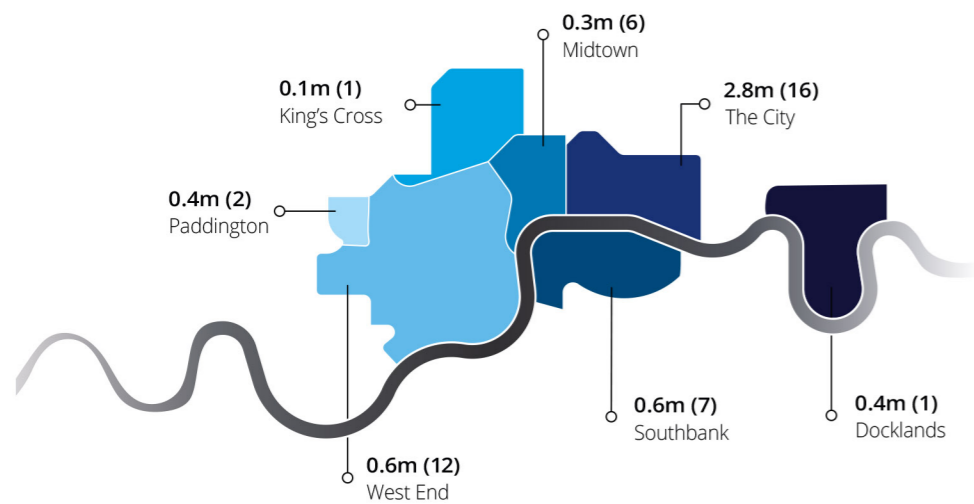 0.3m (6)
Midtown
0.1m (1)
King's Cross
2.8m (16)
The City
0.4m (2)
Paddington
0.6m (7)
Southbank
0.4m (1)
Docklands
0.6m (12)
West End